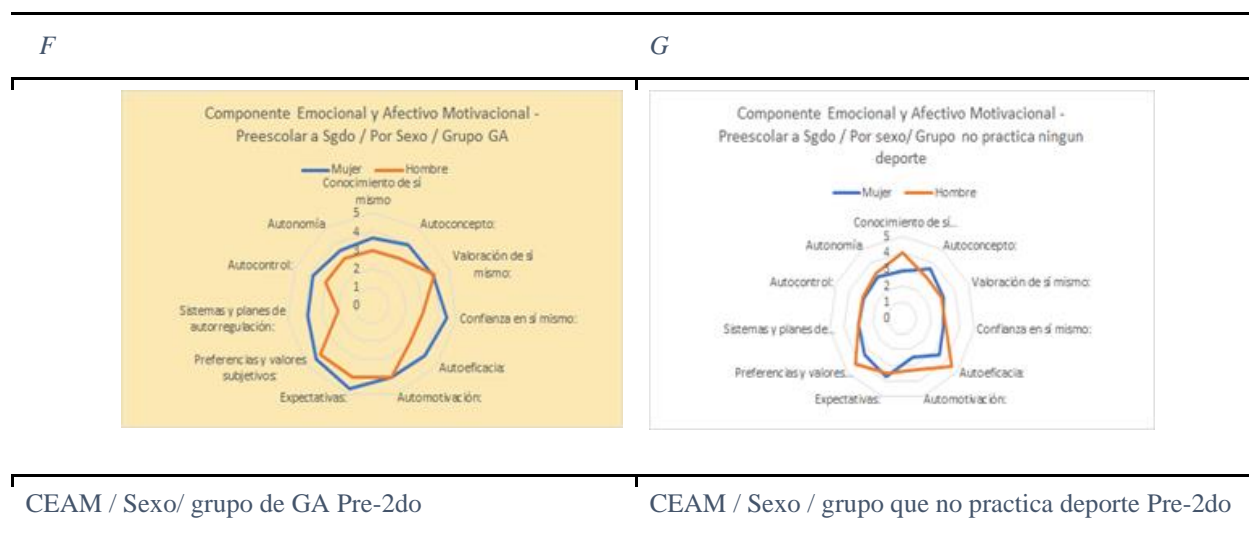 F
G
Componente Emocional y Afectivo Motivacional -
Preescolar a Sgdo / Por Sexo / Grupo GA
Mujer Hombre
Conocimiento de sí
mismo
Autoconcepto:
Valoración de sí
mismo:
Confianza en sí mismo:
Autoeficacia:
Automotivación:
Expectativas:
Preferencias y valores
subjetivos:
Sistemas y planes de
autorregulación:
Autocontrol:
Autonomía
5
4
3
2
1
0
Componente Emocional y Afectivo Motivacional -
Preescolar a Sgdo / Por sexo/ Grupo no practica ningun
deporte
Mujer Hombre
Conocimiento de sí...
Autoconcepto:
Valoración de sí mismo:
Confianza en sí mismo:
Autoeficacia:
Automotivación:
Expectativas:
Preferencias y valores...
Sistemas y planes de...
Autocontrol:
Autonomía
5
4
3
2
1
0
CEAM / Sexo/ grupo de GA Pre-2do
CEAM / Sexo / grupo que no practica deporte Pre-2do